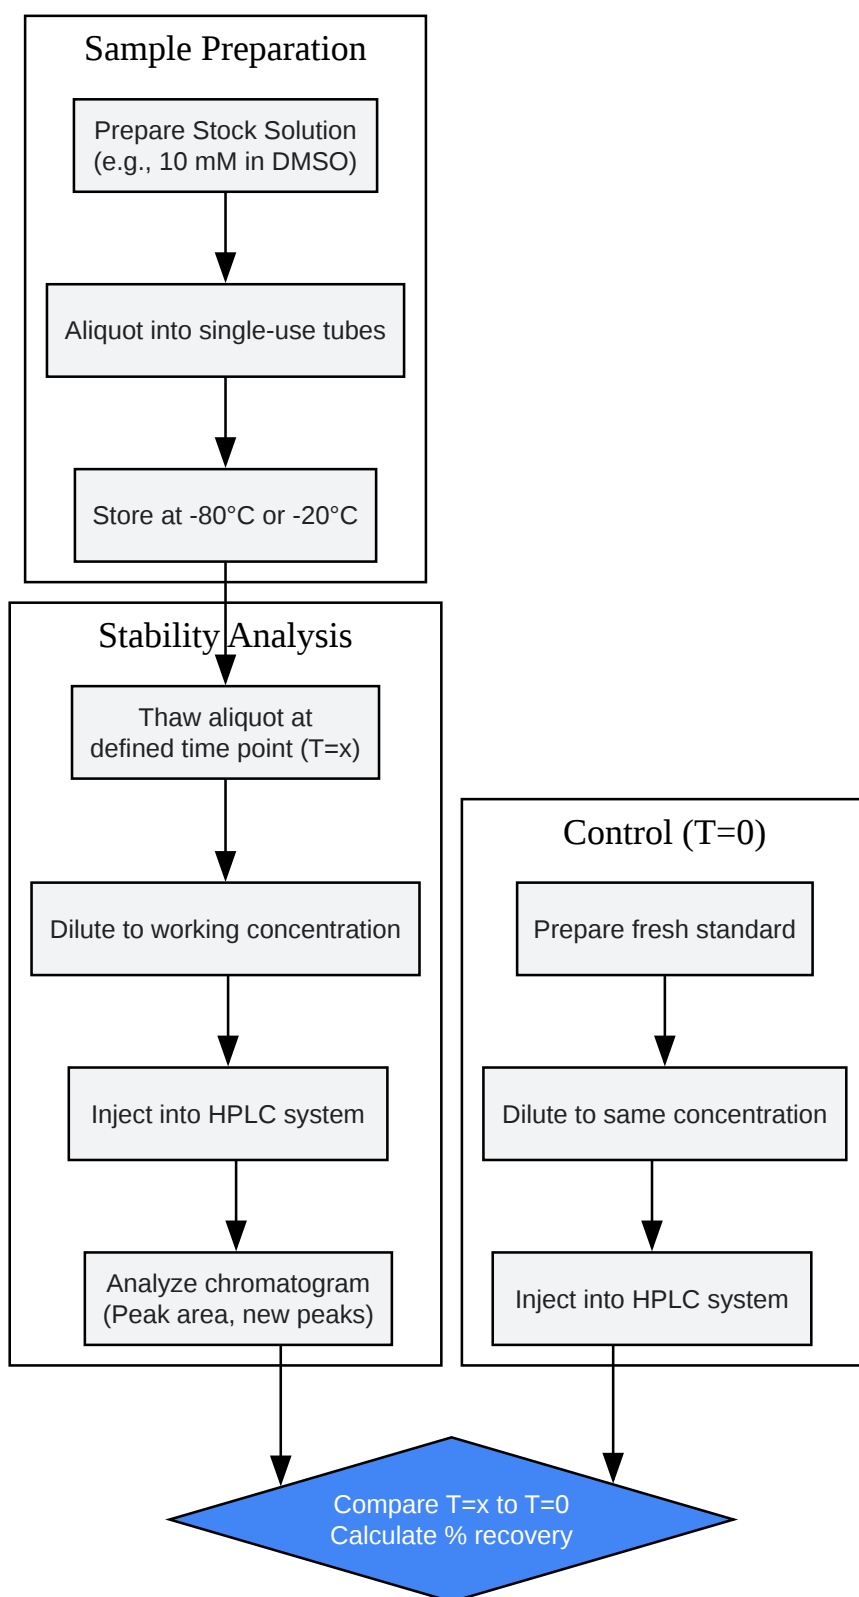 Sample Preparation
Prepare Stock Solution
(e.g., 10 mM in DMSO)
Aliquot into single-use tubes
Store at -80°C or -20°C
Stability Analysis
Thaw aliquot at
defined time point (T=x)
Dilute to working concentration
Inject into HPLC system
Analyze chromatogram
(Peak area, new peaks)
Control (T=0)
Prepare fresh standard
Dilute to same concentration
Inject into HPLC system
Compare T=x to T=0
Calculate % recovery